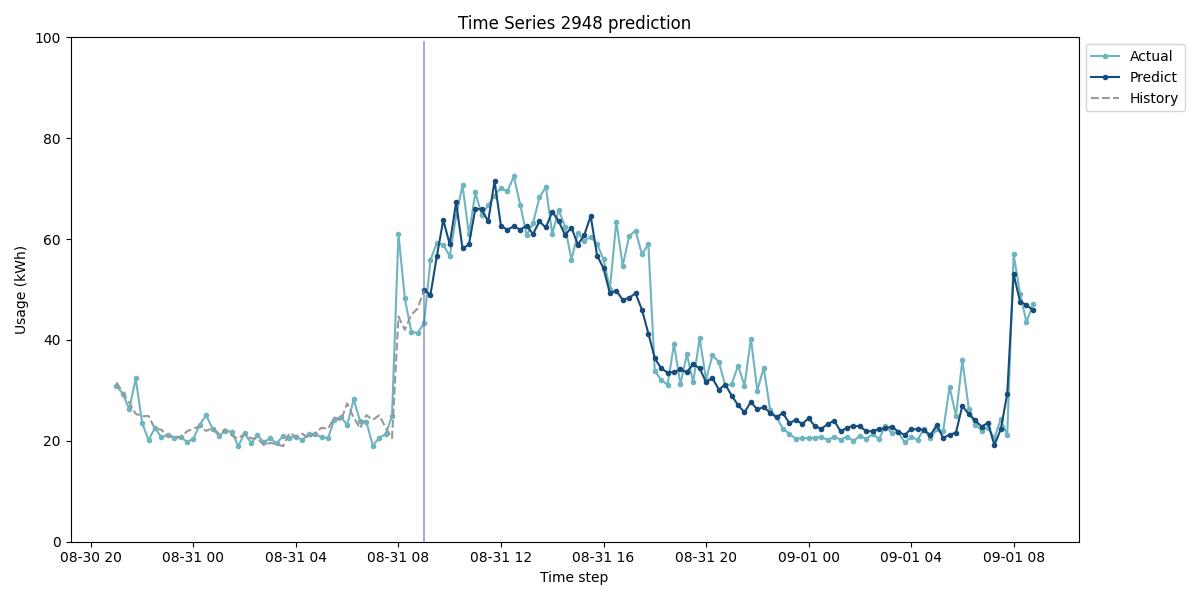 Time Series 2948 prediction
100
80
60
40
20
0
Usage (kWh)
08-30 20
08-31 00
08-31 04
08-31 08
08-31 12
08-31 16
08-31 20
09-01 00
09-01 04
09-01 08
Time step
Actual
Predict
History